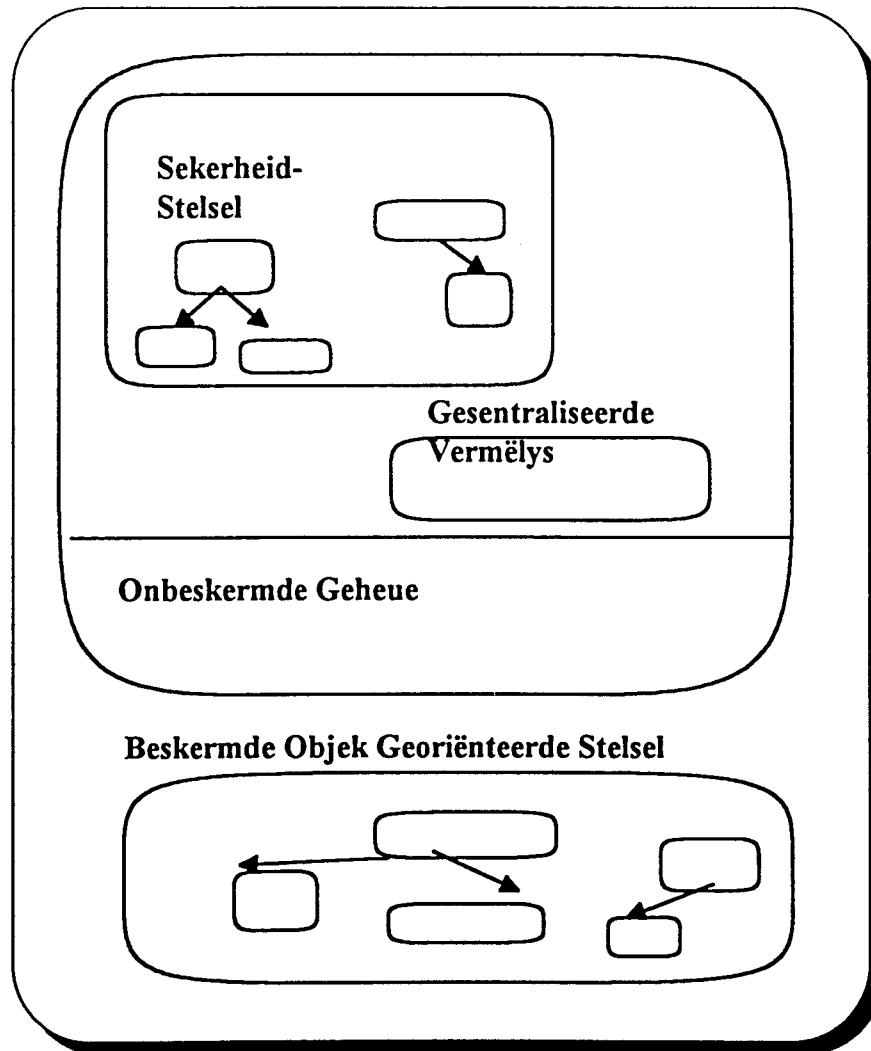 Sekerheid-
Stelsel
Gesentraliseerde
Vermëlys
Onbeskermde Geheue
Beskermde Objek Georiënteerde Stelsel